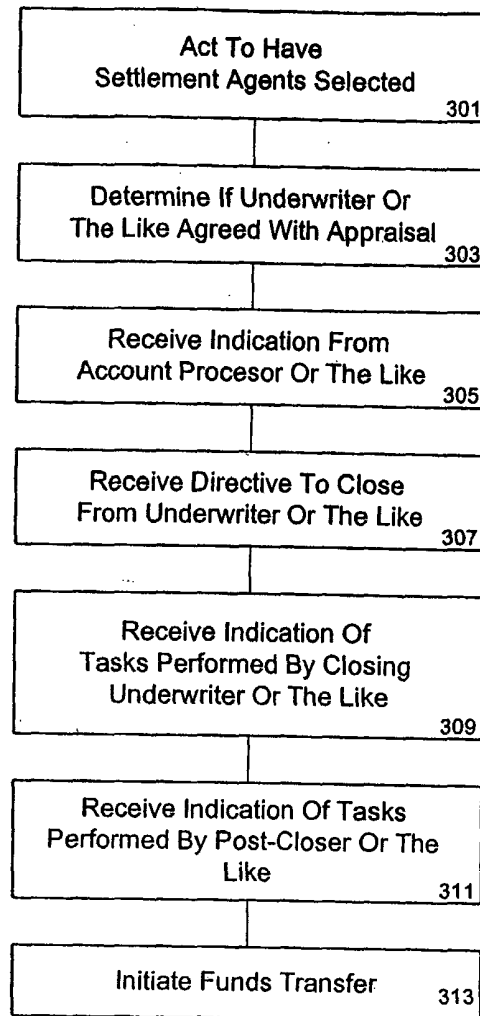 Act To Have
Settlement Agents Selected
301
Determine If Underwriter Or
The Like Agreed With Appraisal
303
Receive Indication From
Account Procesor Or The Like
305
Receive Directive To Close
From Underwriter Or The Like
307
Receive Indication Of
Tasks Performed By Closing
Underwriter Or The Like
309
Receive Indication Of Tasks
Performed By Post-Closer Or The
Like
311
Initiate Funds Transfer
313